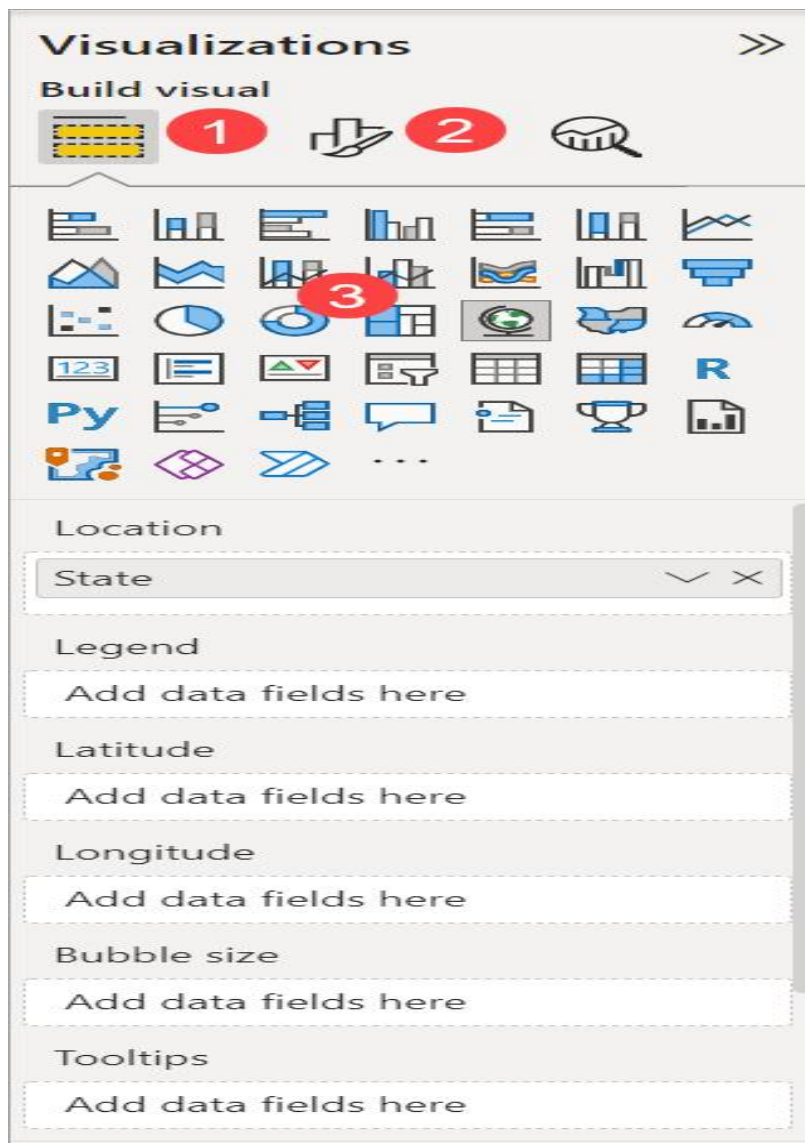 Visualizations
Build visual
1 2
3
123 R
Py
Location
State
Legend
Add data fields here
Latitude
Add data fields here
Longitude
Add data fields here
Bubble size
Add data fields here
Tooltips
Add data fields here